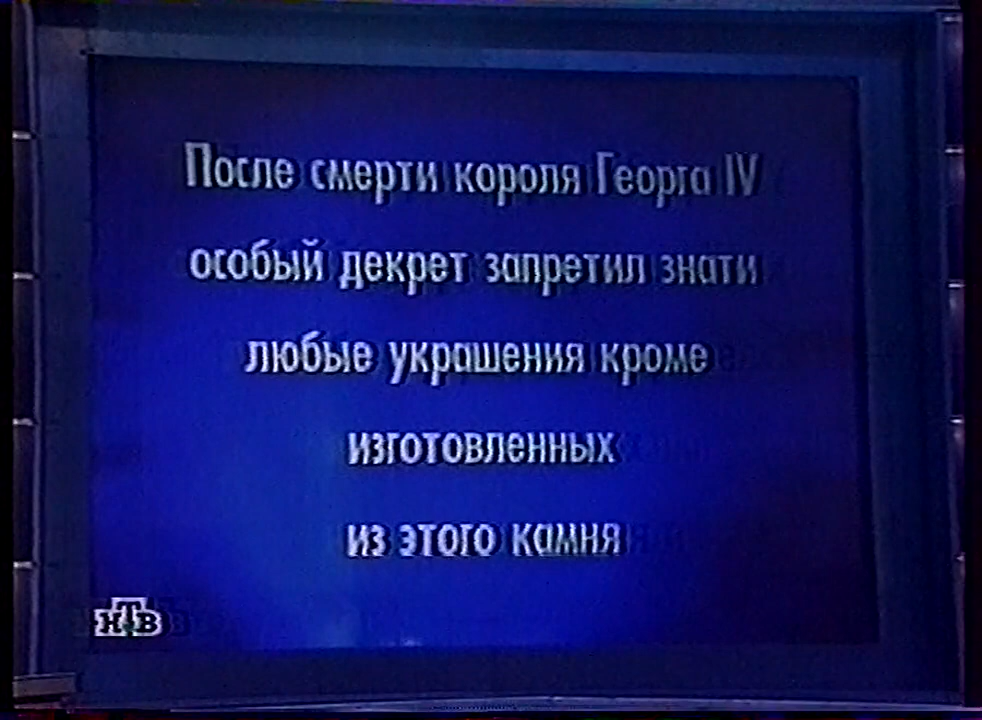 После смерти короля Георга IV
особый декрет запретил знати
любые украшения кроме
изготовленных
из этого камня
НТВ